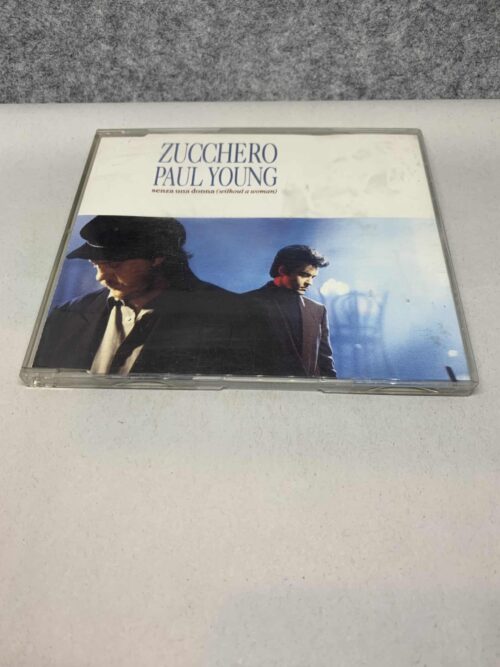 ZUCCHERO
PAUL YOUNG
senza una donna (without a woman)